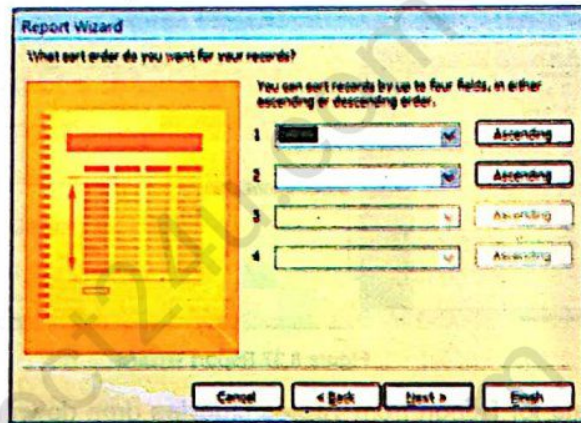 Report Wizard
What sort order do you want for your records?
You can sort records by up to four fields, in either
ascending or descending order.
1 Ascending
2 Ascending
3 Ascending
4 Ascending
Cancel < Back Next > Finish